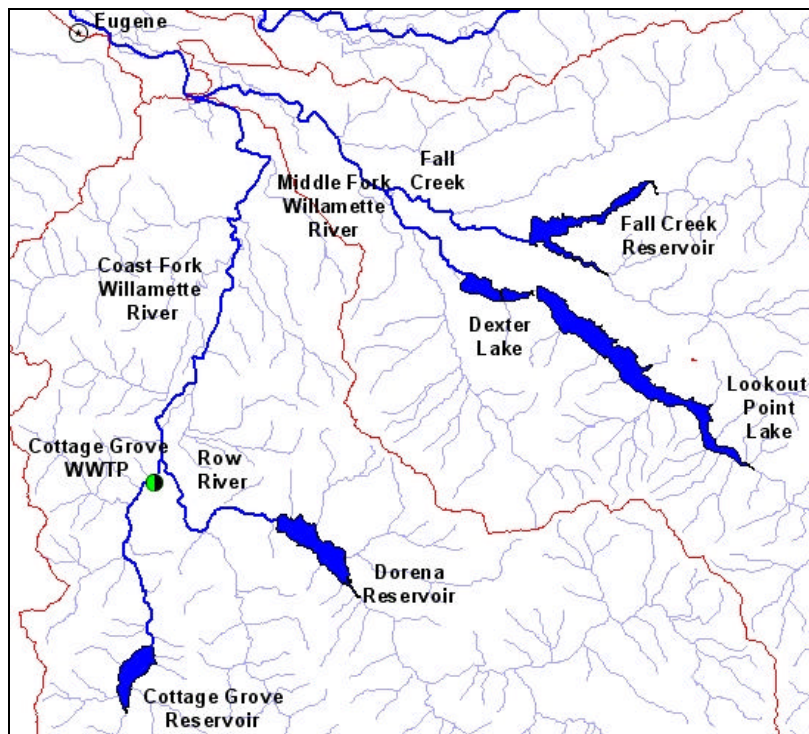 Eugene
Fall
Creek
Middle Fork
Willamette
River
Fall Creek
Reservoir
Coast Fork
Willamette
River
Dexter
Lake
Lookout
Point
Lake
Cottage Grove
WWTP
Row
River
Dorena
Reservoir
Cottage Grove
Reservoir